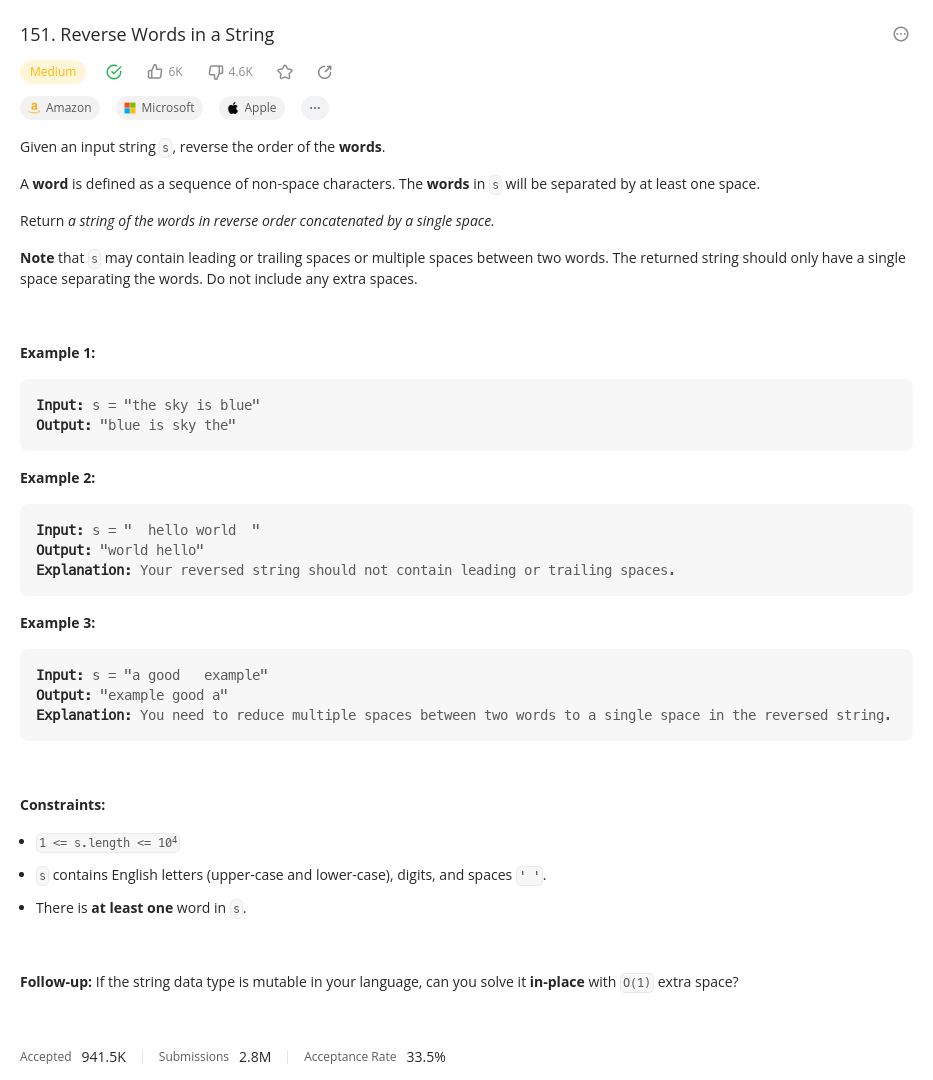 151. Reverse Words in a String
Medium 6K 4.6K
Amazon Microsoft Apple ...
Given an input string s, reverse the order of the words.
A word is defined as a sequence of non-space characters. The words in s will be separated by at least one space.
Return a string of the words in reverse order concatenated by a single space.
Note that s may contain leading or trailing spaces or multiple spaces between two words. The returned string should only have a single
space separating the words. Do not include any extra spaces.
Example 1:
Input: s = "the sky is blue"
Output: "blue is sky the"
Example 2:
Input: s = "  hello world  "
Output: "world hello"
Explanation: Your reversed string should not contain leading or trailing spaces.
Example 3:
Input: s = "a good   example"
Output: "example good a"
Explanation: You need to reduce multiple spaces between two words to a single space in the reversed string.
Constraints:
• 1 <= s.length <= 10⁴
• s contains English letters (upper-case and lower-case), digits, and spaces ' '.
• There is at least one word in s.
Follow-up: If the string data type is mutable in your language, can you solve it in-place with O(1) extra space?
Accepted 941.5K Submissions 2.8M Acceptance Rate 33.5%